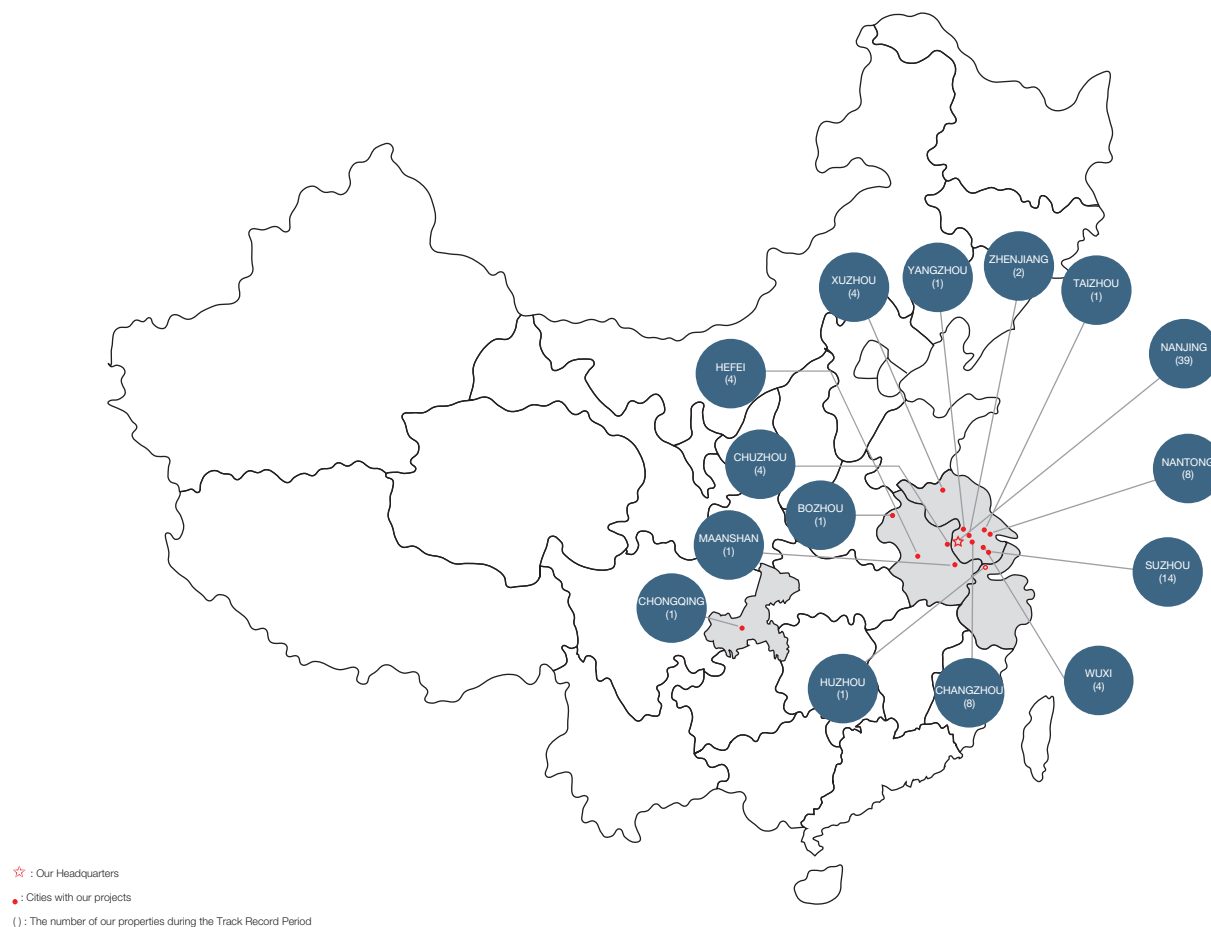 ZHENJIANG
(2)
YANGZHOU
(1)
XUZHOU
(4)
TAIZHOU
(1)
NANJING
(39)
HEFEI
(4)
CHUZHOU
(4)
NANTONG
(8)
BOZHOU
(1)
MAANSHAN
(1)
SUZHOU
(14)
CHONGQING
(1)
HUZHOU
(1)
CHANGZHOU
(8)
WUXI
(4)
: Our Headquarters
: Cities with our projects
( ) : The number of our properties during the Track Record Period